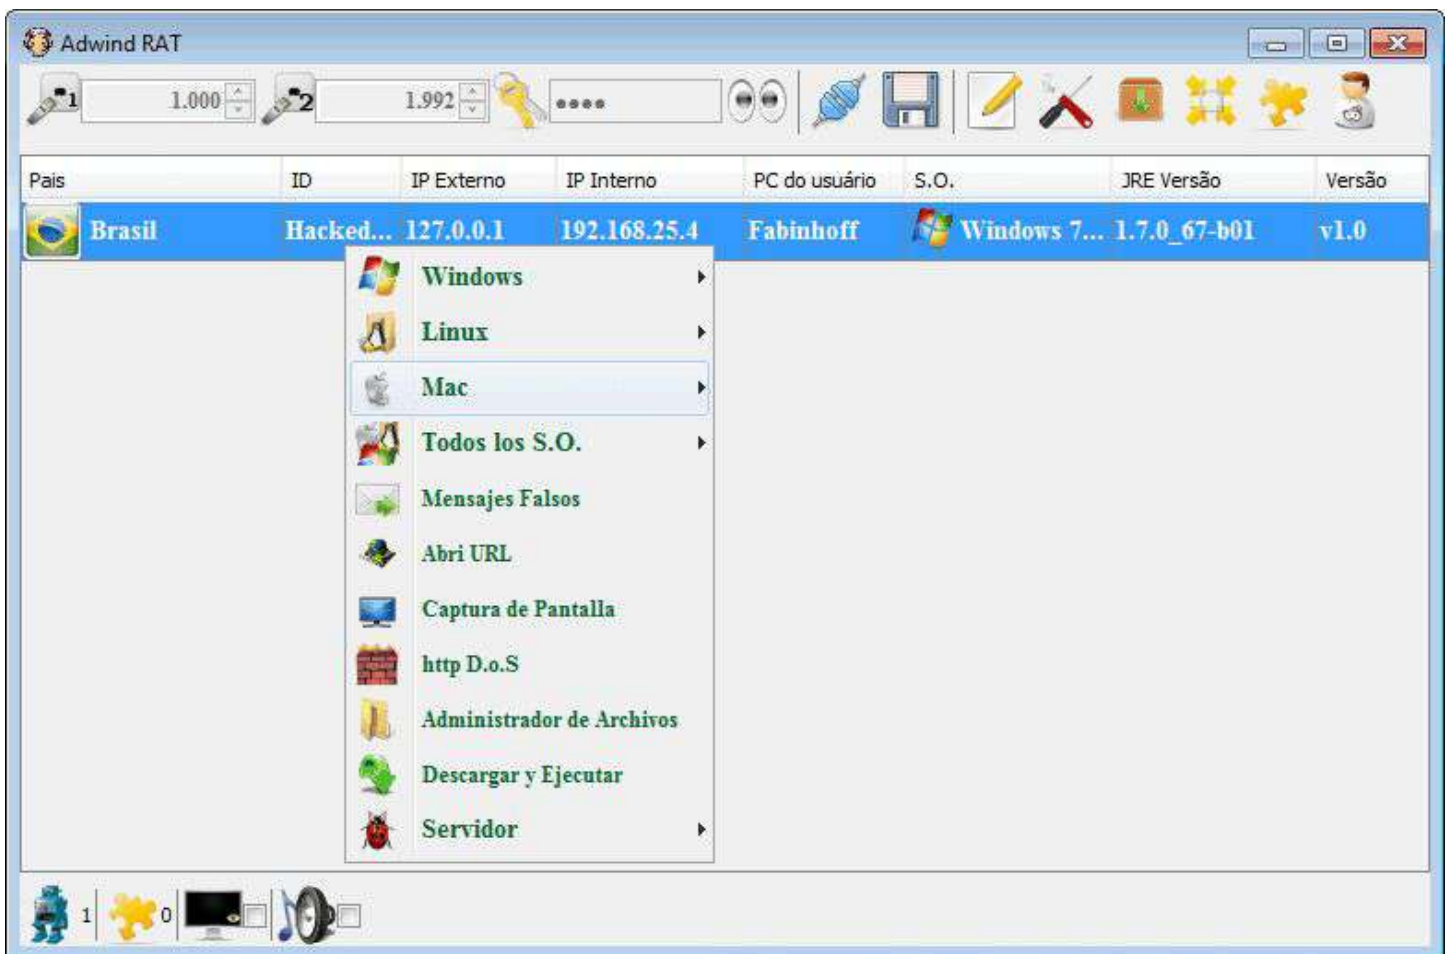 Adwind RAT
1 1.000 2 1.992 ••••
Pais ID IP Externo IP Interno PC do usuário S.O. JRE Versão Versão
Brasil Hacked... 127.0.0.1 192.168.25.4 Fabinhoff Windows 7... 1.7.0_67-b01 v1.0
Windows
Linux
Mac
Todos los S.O.
Mensajes Falsos
Abri URL
Captura de Pantalla
http D.o.S
Administrador de Archivos
Descargar y Ejecutar
Servidor
1 0